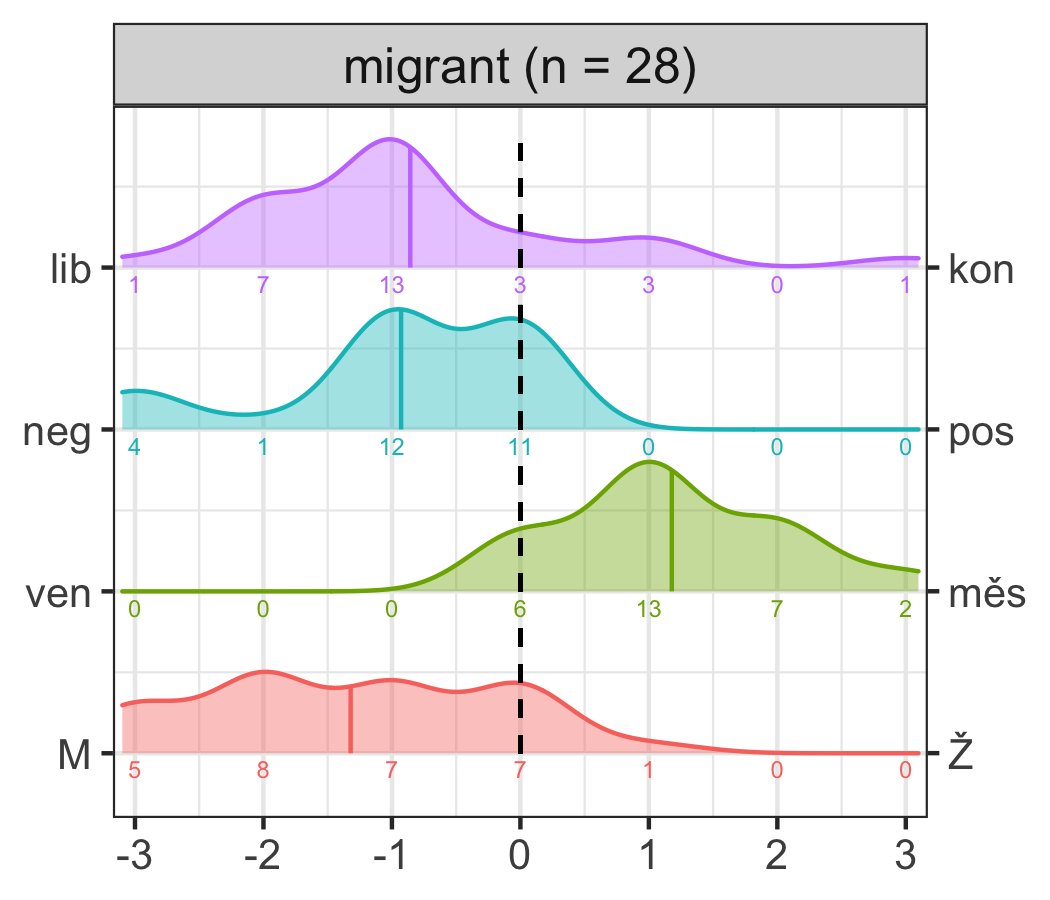 migrant (n = 28)
lib kon
1 7 13 3 3 0 1
neg pos
4 1 12 11 0 0 0
ven měs
0 0 0 6 13 7 2
M Ž
5 8 7 7 1 0 0
-3 -2 -1 0 1 2 3